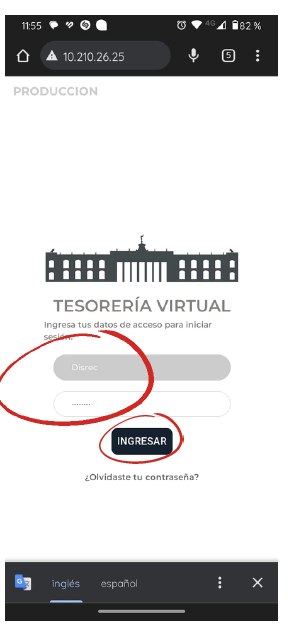 11:55 4G 82 %
10.210.26.25 5
PRODUCCION
TESORERÍA VIRTUAL
Ingresa tus datos de acceso para iniciar
sesión.
Disrec
........
INGRESAR
¿Olvidaste tu contraseña?
inglés español